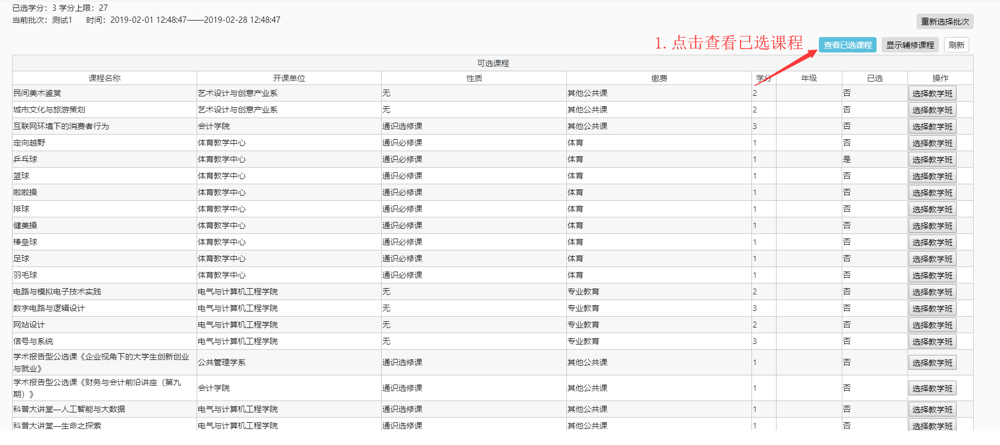 已选学分：3 学分上限：27
当前批次：测试1 时间：2019-02-01 12:48:47——2019-02-28 12:48:47
重新选择批次
1. 点击查看已选课程 查看已选课程 显示辅修课程 刷新
可选课程
课程名称 开课单位 性质 缴费 学分 年级 已选 操作
民间美术鉴赏 艺术设计与创意产业系 无 其他公共课 2 否 选择教学班
城市文化与旅游策划 艺术设计与创意产业系 无 其他公共课 2 否 选择教学班
互联网环境下的消费者行为 会计学院 通识选修课 其他公共课 3 否 选择教学班
定向越野 体育教学中心 通识必修课 体育 1 否 选择教学班
乒乓球 体育教学中心 通识必修课 体育 1 是 选择教学班
篮球 体育教学中心 通识必修课 体育 1 否 选择教学班
啦啦操 体育教学中心 通识必修课 体育 1 否 选择教学班
排球 体育教学中心 通识必修课 体育 1 否 选择教学班
健美操 体育教学中心 通识必修课 体育 1 否 选择教学班
棒垒球 体育教学中心 通识必修课 体育 1 否 选择教学班
足球 体育教学中心 通识必修课 体育 1 否 选择教学班
羽毛球 体育教学中心 通识必修课 体育 1 否 选择教学班
电路与模拟电子技术实践 电气与计算机工程学院 无 专业教育 2 否 选择教学班
数字电路与逻辑设计 电气与计算机工程学院 无 专业教育 3 否 选择教学班
网站设计 电气与计算机工程学院 无 专业教育 2 否 选择教学班
信号与系统 电气与计算机工程学院 无 专业教育 3 否 选择教学班
学术报告型公选课《企业视角下的大学生创新创业
与就业》 公共管理学系 通识选修课 其他公共课 1 否 选择教学班
学术报告型公选课《财务与会计前沿讲座（第九
期）》 会计学院 通识选修课 其他公共课 1 否 选择教学班
科普大讲堂—人工智能与大数据 电气与计算机工程学院 通识选修课 其他公共课 1 否 选择教学班
科普大讲堂—生命之探索 电气与计算机工程学院 通识选修课 其他公共课 1 否 选择教学班